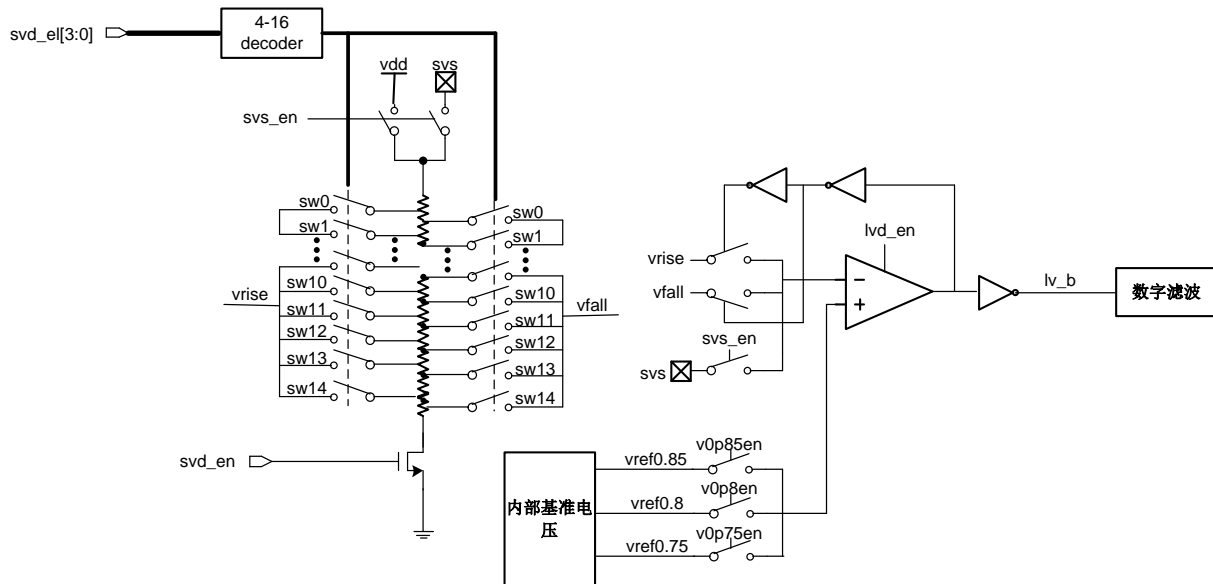 svd_el[3:0]
4-16
decoder
vdd
svs
svs_en
sw0
sw0
sw1
sw1
sw10
sw10
vrise
vfall
sw11
sw11
sw12
sw12
sw13
sw13
sw14
sw14
svd_en
lvd_en
vrise
vfall
svs_en
svs
lv_b
数字滤波
内部基准电
压
vref0.85
v0p85en
vref0.8
v0p8en
vref0.75
v0p75en